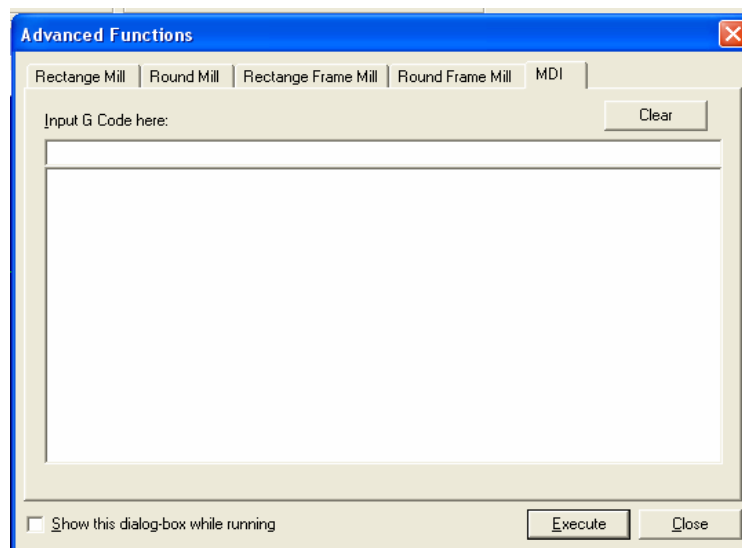 Advanced Functions
Rectange Mill Round Mill Rectange Frame Mill Round Frame Mill MDI
Input G Code here: Clear
Show this dialog-box while running Execute Close